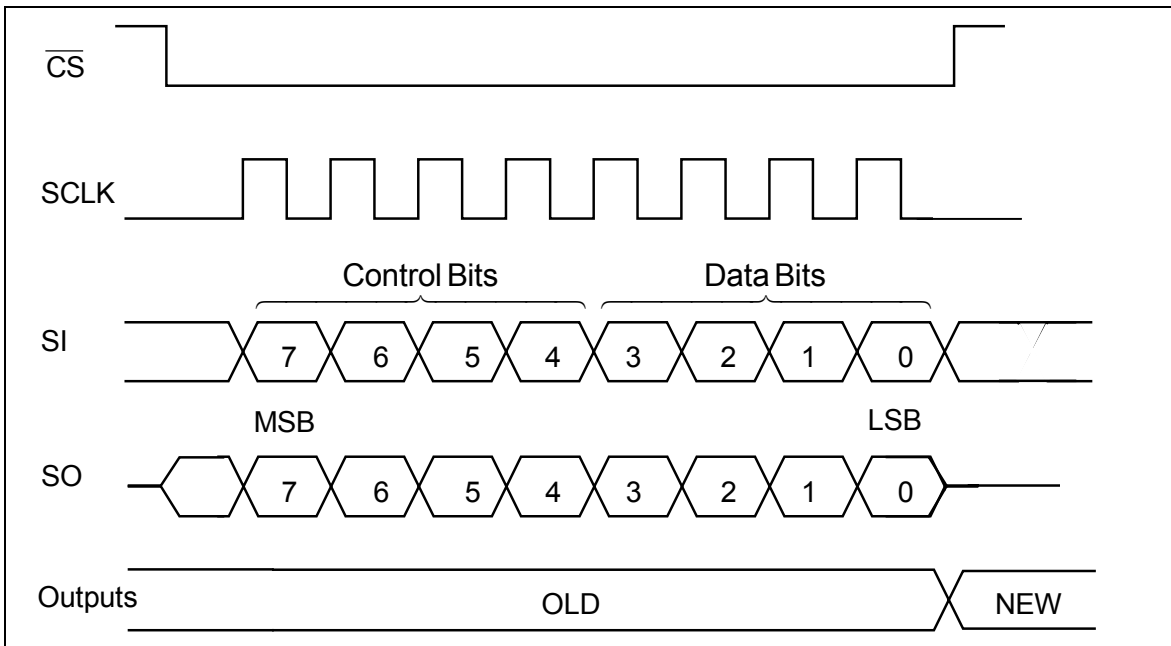 CS
SCLK
Control Bits Data Bits
SI 7 6 5 4 3 2 1 0
MSB LSB
SO 7 6 5 4 3 2 1 0
Outputs OLD NEW